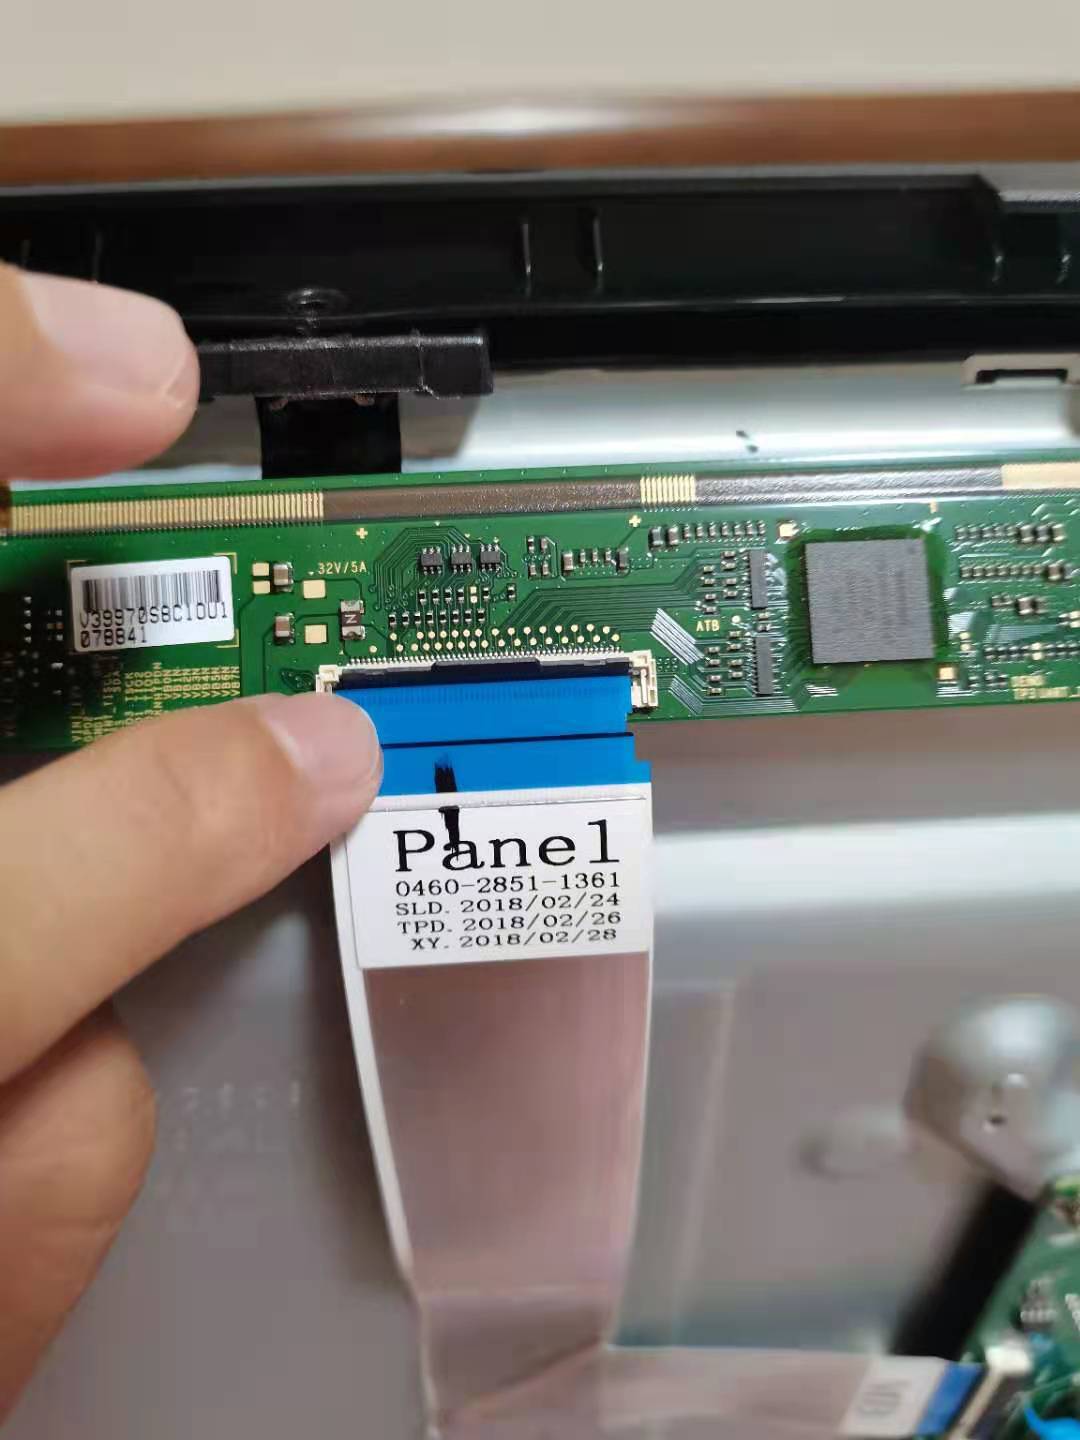 32V/5A
V39970S8C10U1
078841
ATB
Panel
0460-2851-1361
SLD. 2018/02/24
TPD. 2018/02/26
XY. 2018/02/28